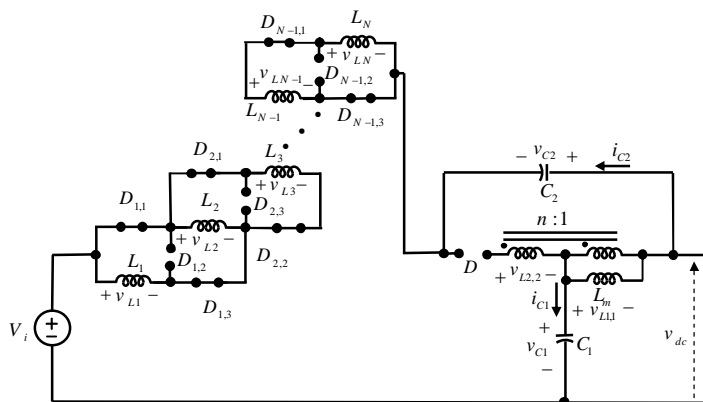 D_{N-1,1}
L_N
+ v_{LN} −
+ v_{LN-1} −
D_{N-1,2}
L_{N-1}
D_{N-1,3}
D_{2,1}
L_3
+ v_{L3} −
D_{1,1}
L_2
D_{2,3}
+ v_{L2} −
L_1
D_{1,2}
D_{2,2}
+ v_{L1} −
D_{1,3}
V_i
+ −
− v_{C2} +
i_{C2}
C_2
n : 1
D
+ v_{L2,2} −
i_{C1}
L_m
+ v_{L1,1} −
+
v_{C1}
−
C_1
v_{dc}